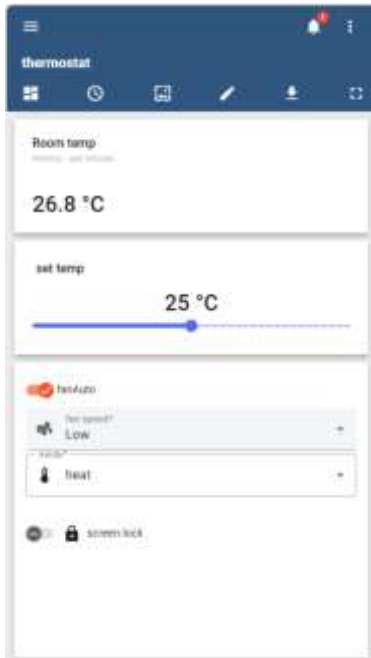 thermostat
Room temp
26.8 °C
set temp
25 °C
fanAuto
fan speed*
Low
mode*
heat
screen lock